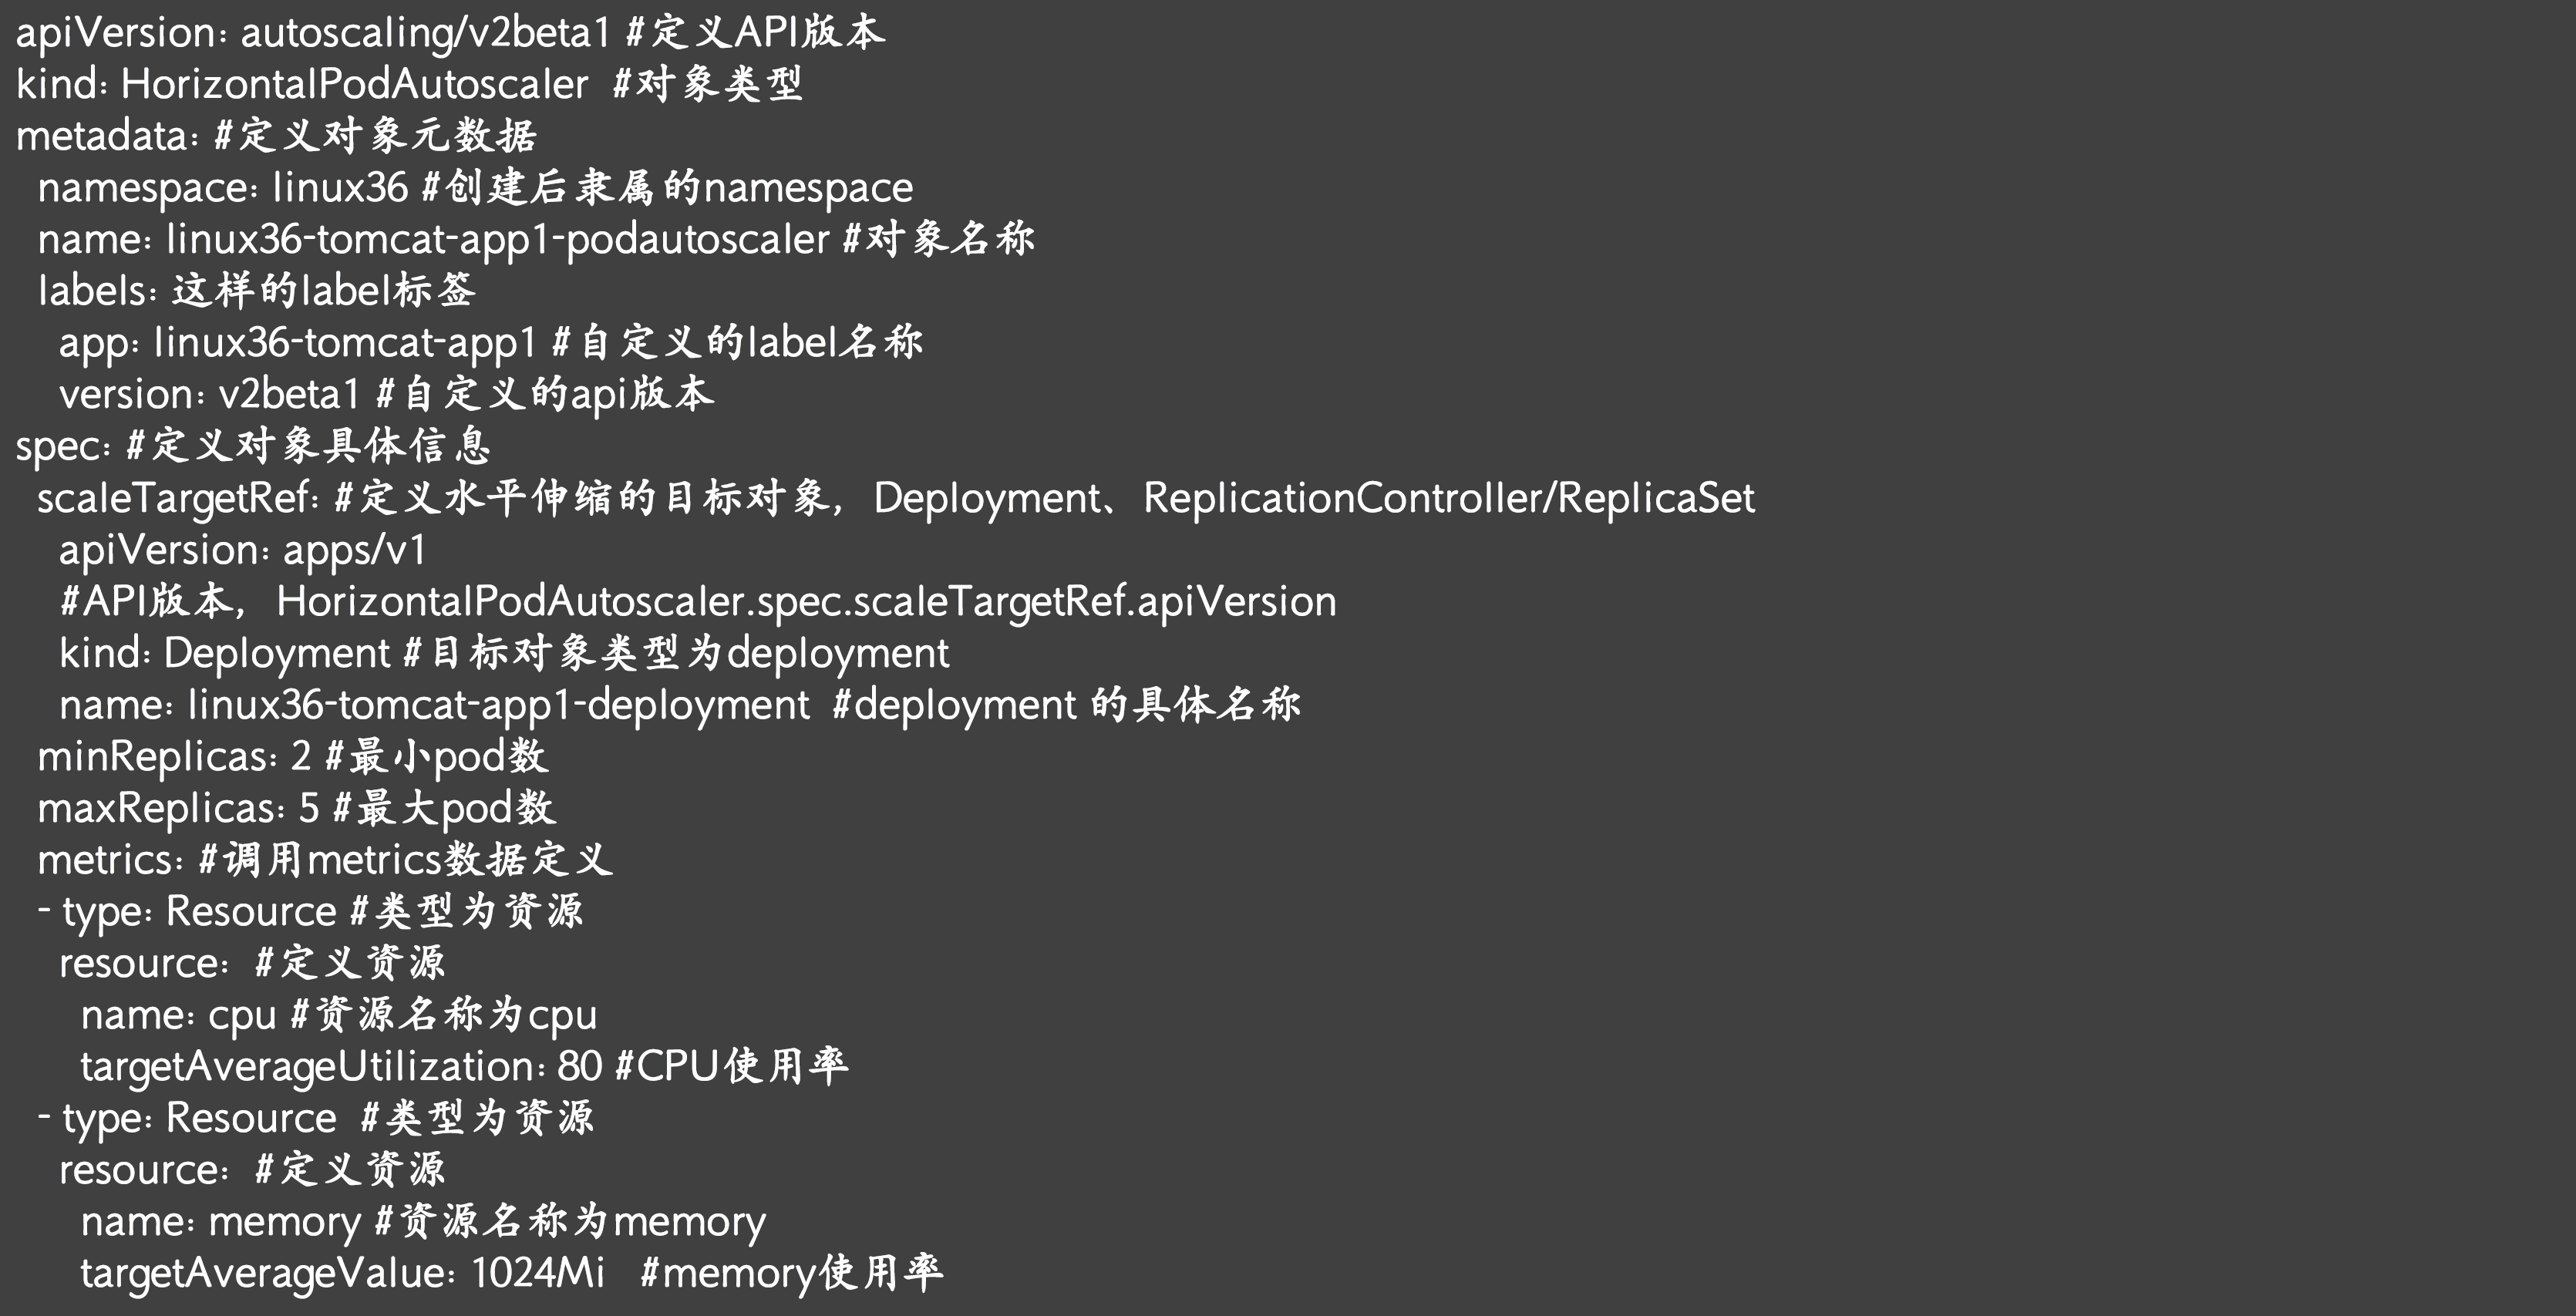 apiVersion: autoscaling/v2beta1 #定义API版本
kind: HorizontalPodAutoscaler  #对象类型
metadata: #定义对象元数据
  namespace: linux36 #创建后隶属的namespace
  name: linux36-tomcat-app1-podautoscaler #对象名称
  labels: 这样的label标签
    app: linux36-tomcat-app1 #自定义的label名称
    version: v2beta1 #自定义的api版本
spec: #定义对象具体信息
  scaleTargetRef: #定义水平伸缩的目标对象，Deployment、ReplicationController/ReplicaSet
    apiVersion: apps/v1
    #API版本，HorizontalPodAutoscaler.spec.scaleTargetRef.apiVersion
    kind: Deployment #目标对象类型为deployment
    name: linux36-tomcat-app1-deployment  #deployment 的具体名称
  minReplicas: 2 #最小pod数
  maxReplicas: 5 #最大pod数
  metrics: #调用metrics数据定义
  - type: Resource #类型为资源
    resource:  #定义资源
      name: cpu #资源名称为cpu
      targetAverageUtilization: 80 #CPU使用率
  - type: Resource  #类型为资源
    resource:  #定义资源
      name: memory #资源名称为memory
      targetAverageValue: 1024Mi   #memory使用率